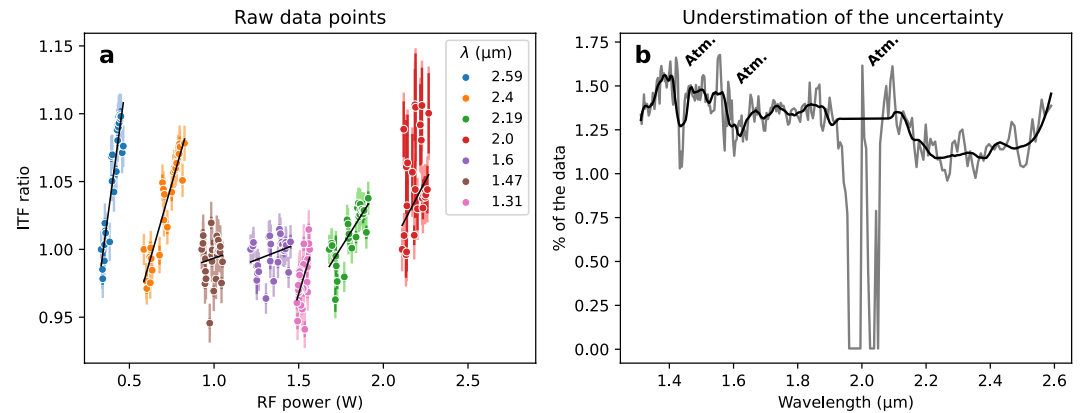 Raw data points
a
ITF ratio
1.15
1.10
1.05
1.00
0.95
λ (μm)
2.59
2.4
2.19
2.0
1.6
1.47
1.31
0.5 1.0 1.5 2.0 2.5
RF power (W)
Understimation of the uncertainty
b
Atm.
Atm.
Atm.
% of the data
1.75
1.50
1.25
1.00
0.75
0.50
0.25
0.00
1.4 1.6 1.8 2.0 2.2 2.4 2.6
Wavelength (μm)